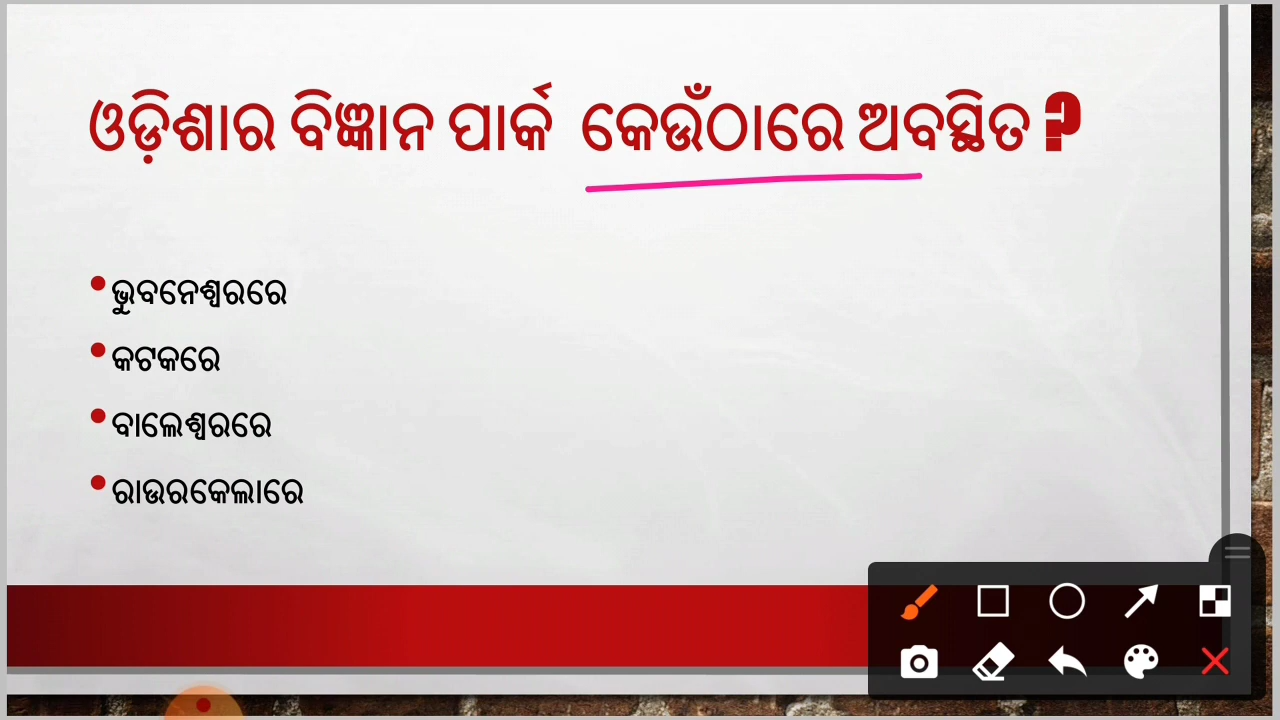 ଓଡ଼ିଶାର ବିଜ୍ଞାନ ପାର୍କ କେଉଁଠାରେ ଅବସ୍ଥିତ ?
•ଭୁବନେଶ୍ୱରରେ
•କଟକରେ
•ବାଲେଶ୍ୱରରେ
•ରାଉରକେଲାରେ